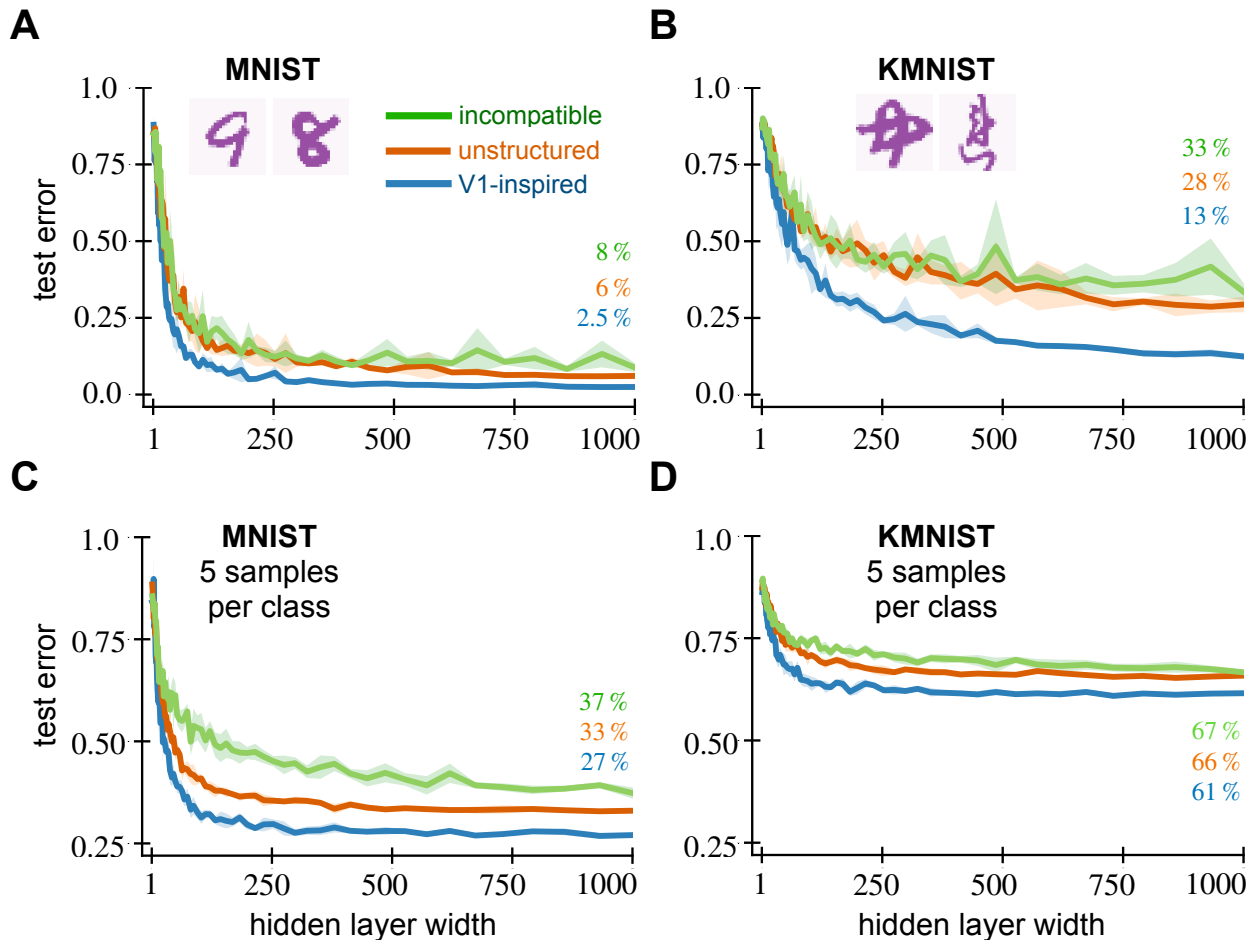 A
MNIST
1.0
0.75
0.50
0.25
0.0
test error
9 8
incompatible
unstructured
V1-inspired
8 %
6 %
2.5 %
1
250
500
750
1000
B
KMNIST
1.0
0.75
0.50
0.25
0.0
33 %
28 %
13 %
1
250
500
750
1000
C
MNIST
5 samples
per class
1.0
0.75
0.50
0.25
test error
37 %
33 %
27 %
1
250
500
750
1000
hidden layer width
D
KMNIST
5 samples
per class
1.0
0.75
0.50
0.25
67 %
66 %
61 %
1
250
500
750
1000
hidden layer width